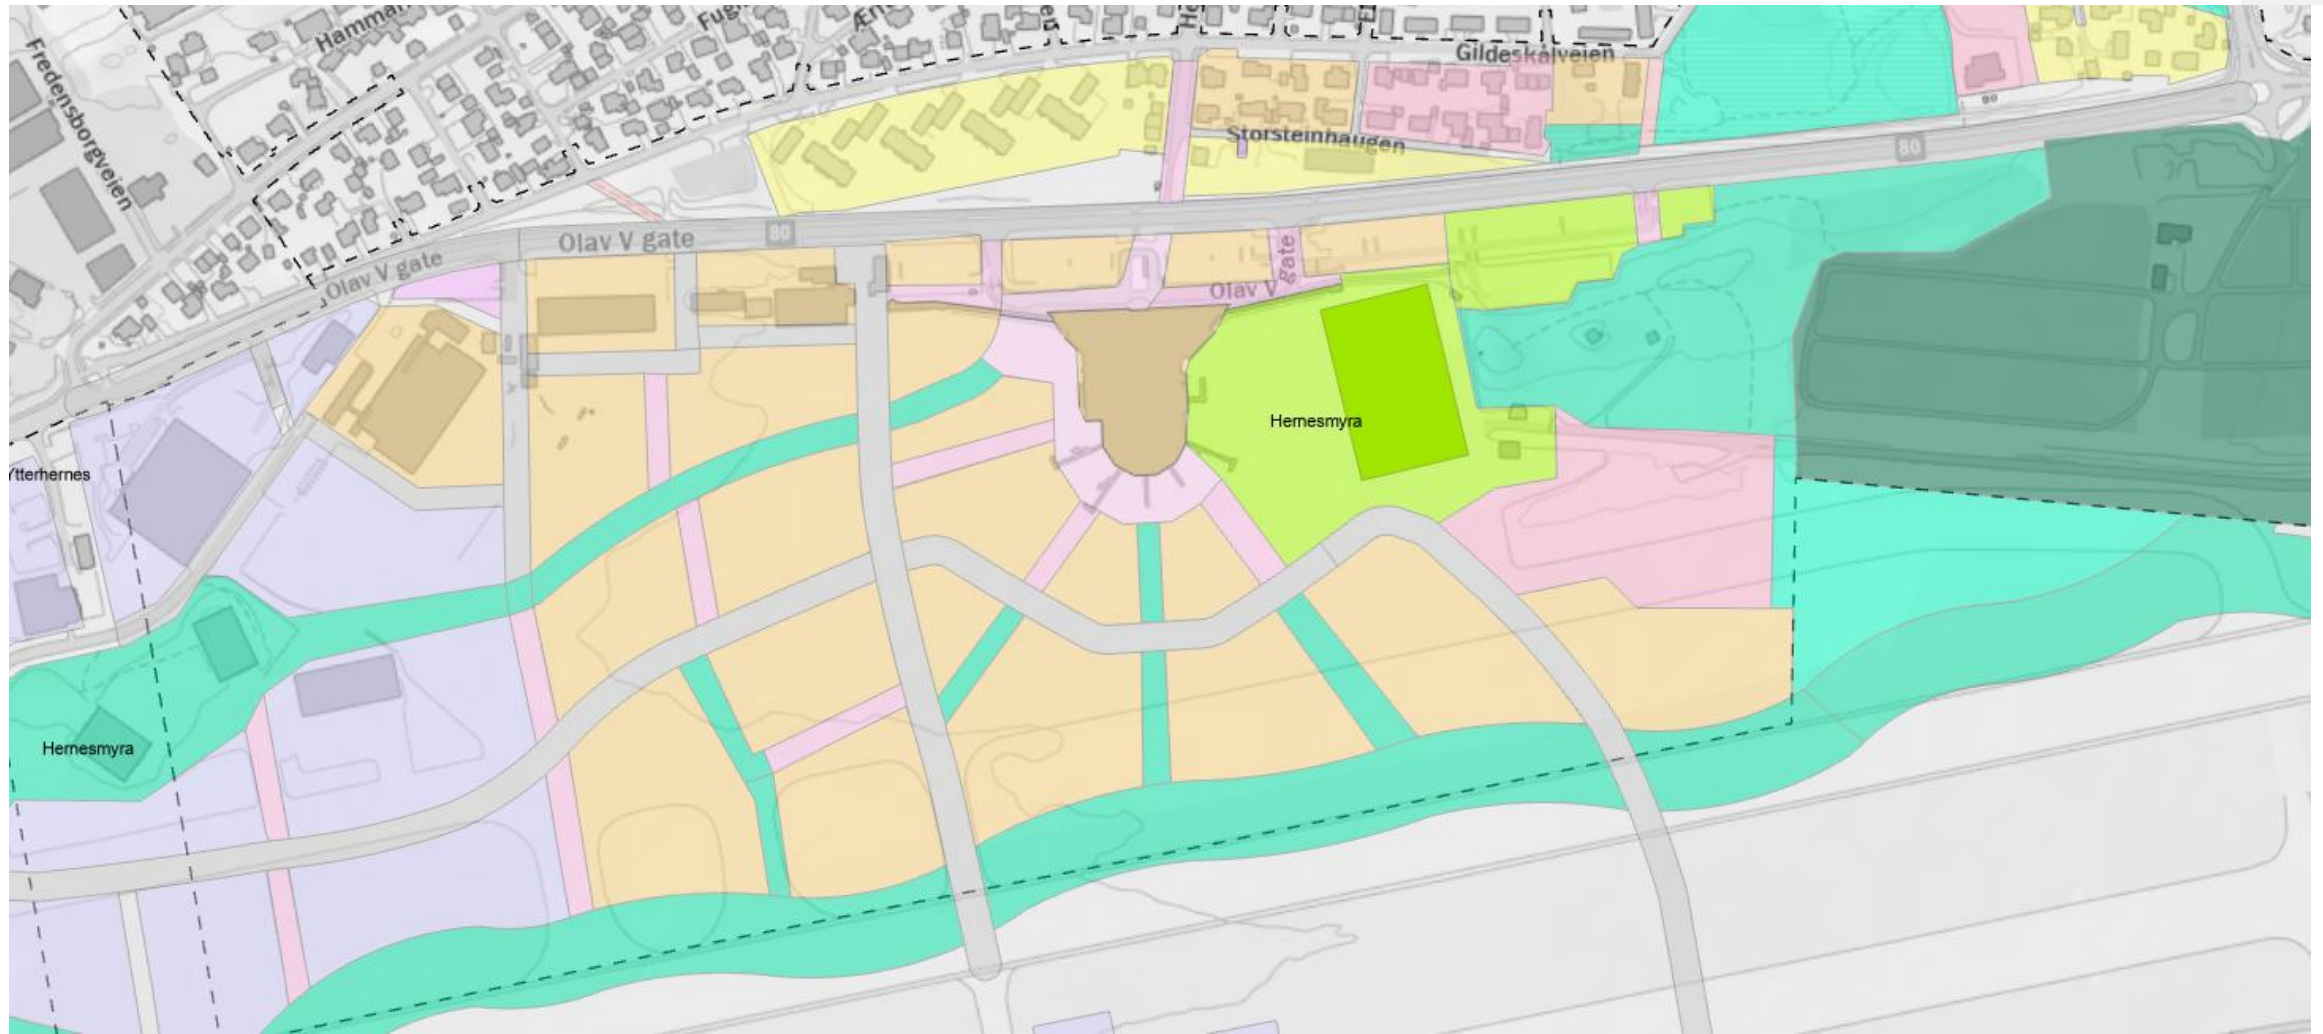 Fredensborgveien
Gildeskålveien
Storsteinhaugen
80
Olav V gate
80
Olav V gate
Olav V
gate
Hernesmyra
Ytterhernes
Hernesmyra